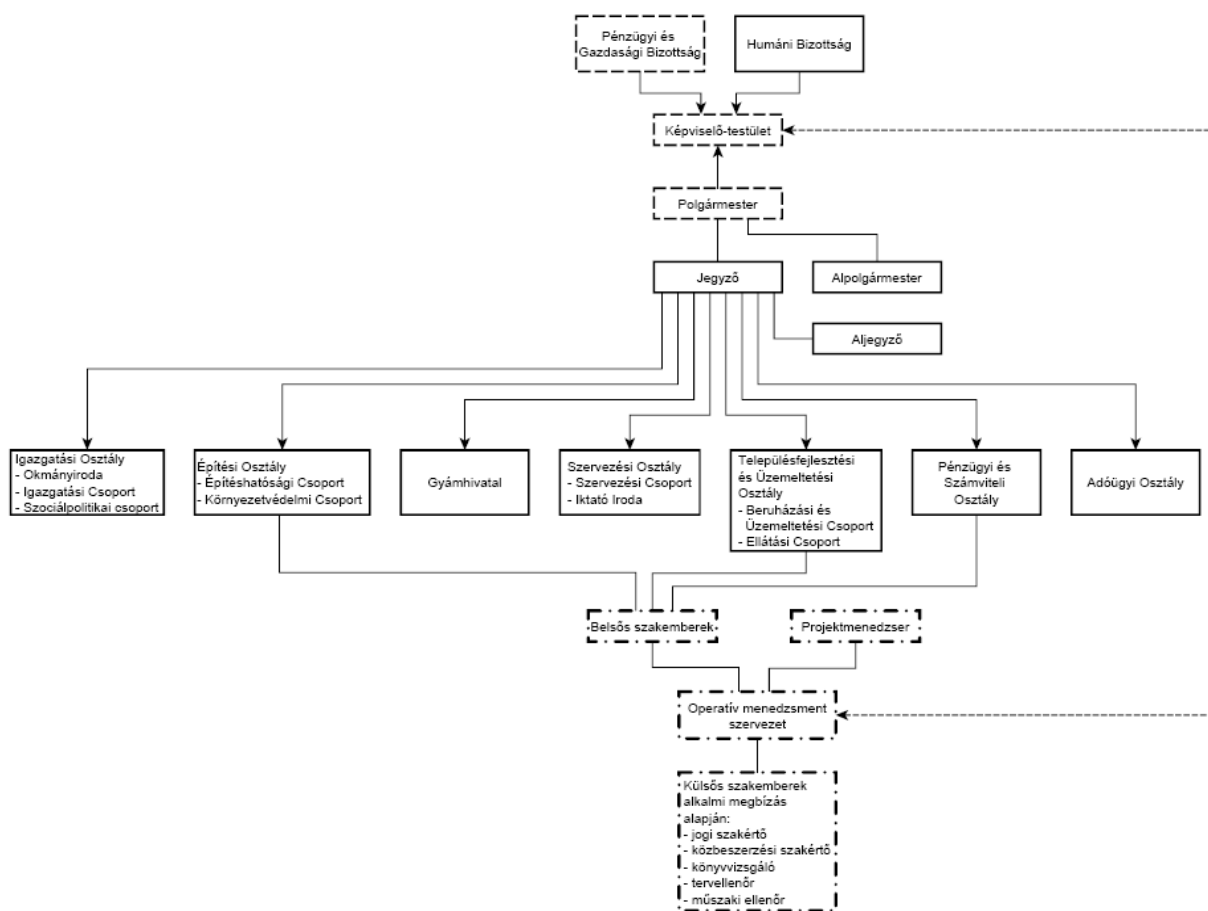 Pénzügyi és
Gazdasági Bizottság
Humáni Bizottság
Képviselő-testület
Polgármester
Jegyző
Alpolgármester
Aljegyző
Igazgatási Osztály
- Okmányiroda
- Igazgatási Csoport
- Szociálpolitikai csoport
Építési Osztály
- Építéshatósági Csoport
- Környezetvédelmi Csoport
Gyámhivatal
Szervezési Osztály
- Szervezési Csoport
- Iktató Iroda
Településfejlesztési
és Üzemeltetési
Osztály
- Beruházási és
Üzemeltetési Csoport
- Ellátási Csoport
Pénzügyi és
Számviteli
Osztály
Adóügyi Osztály
Belsős szakemberek
Projektmenedzser
Operatív menedzsment
szervezet
Külsős szakemberek
alkalmi megbízás
alapján:
- jogi szakértő
- közbeszerzési szakértő
- könyvvizsgáló
- tervellenőr
- műszaki ellenőr